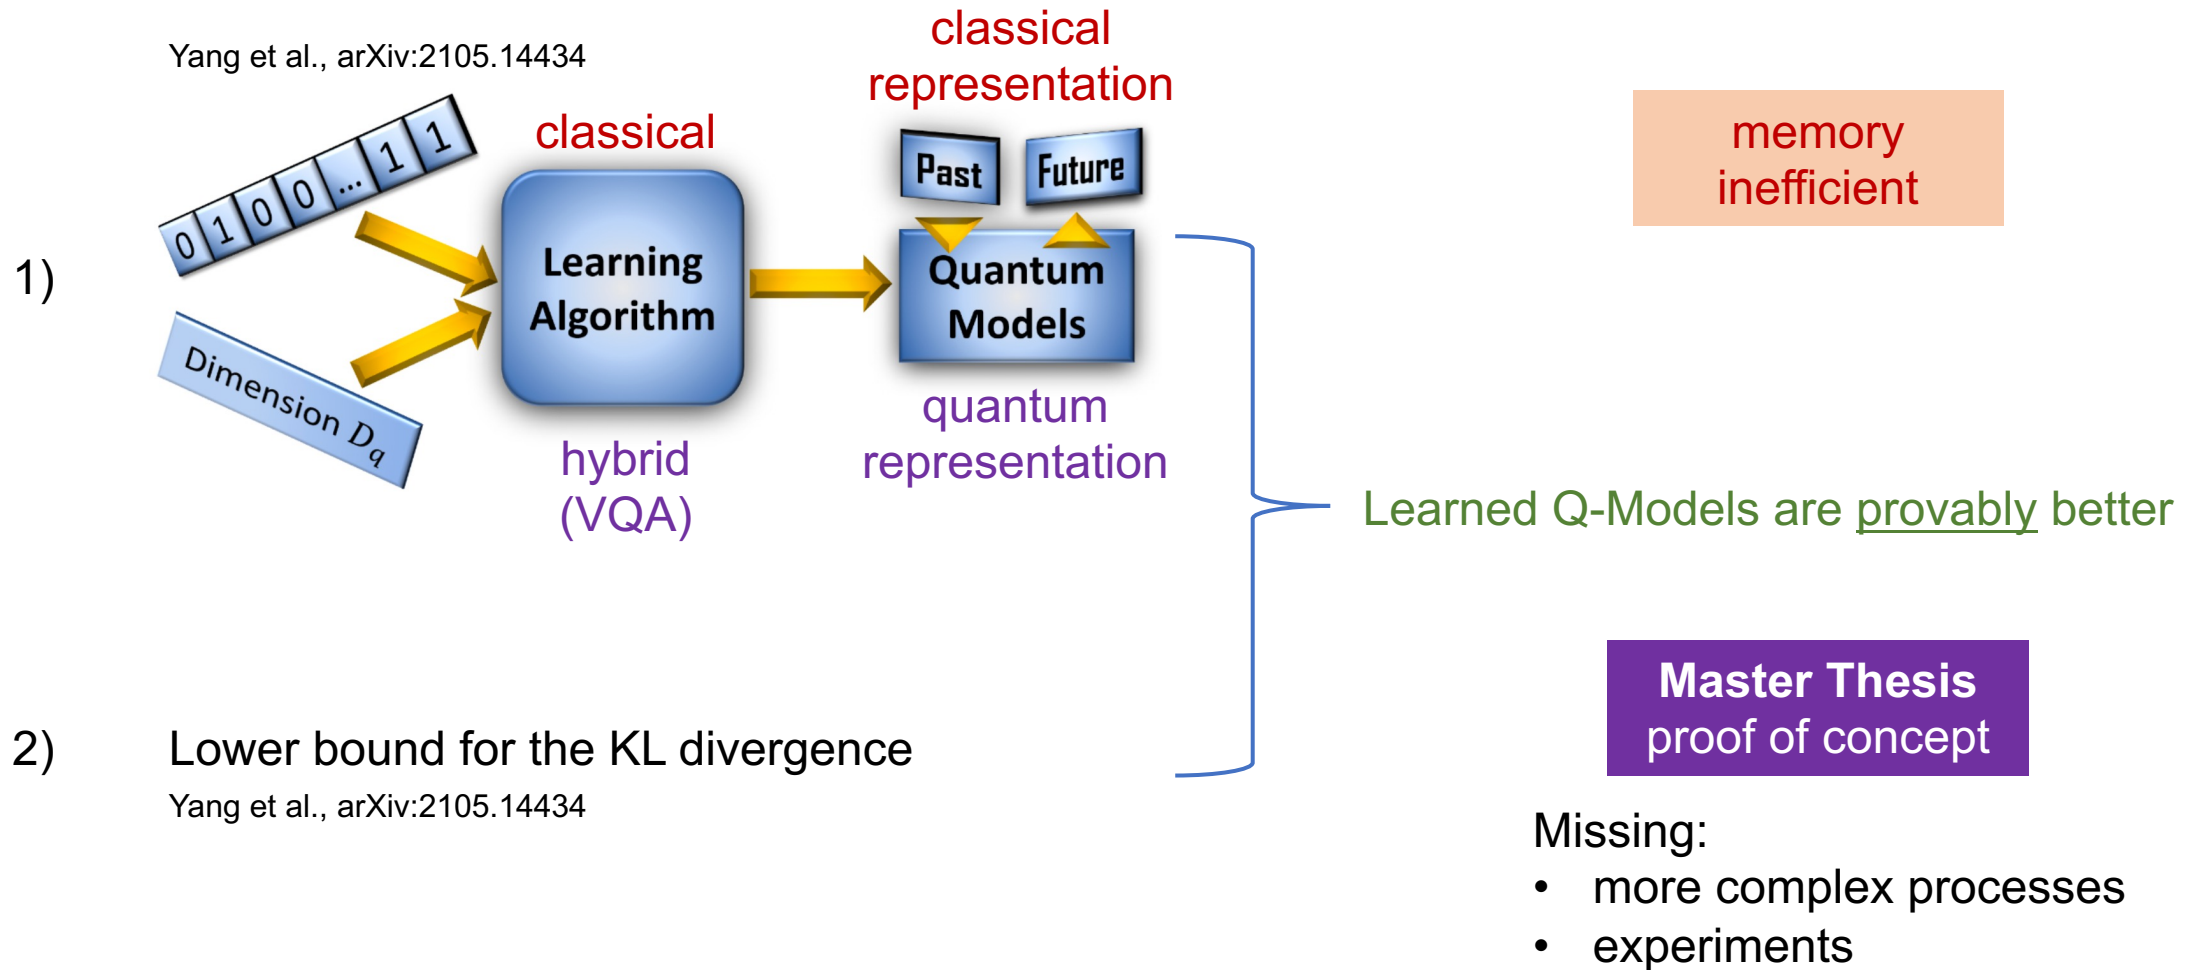 Yang et al., arXiv:2105.14434
classical
representation
classical
memory
inefficient
0 1 0 0 ... 1 1
Past
Future
1)
Learning
Algorithm
Quantum
Models
Dimension D_q
quantum
representation
hybrid
(VQA)
Learned Q-Models are provably better
Master Thesis
proof of concept
2)
Lower bound for the KL divergence
Yang et al., arXiv:2105.14434
Missing:
• more complex processes
• experiments